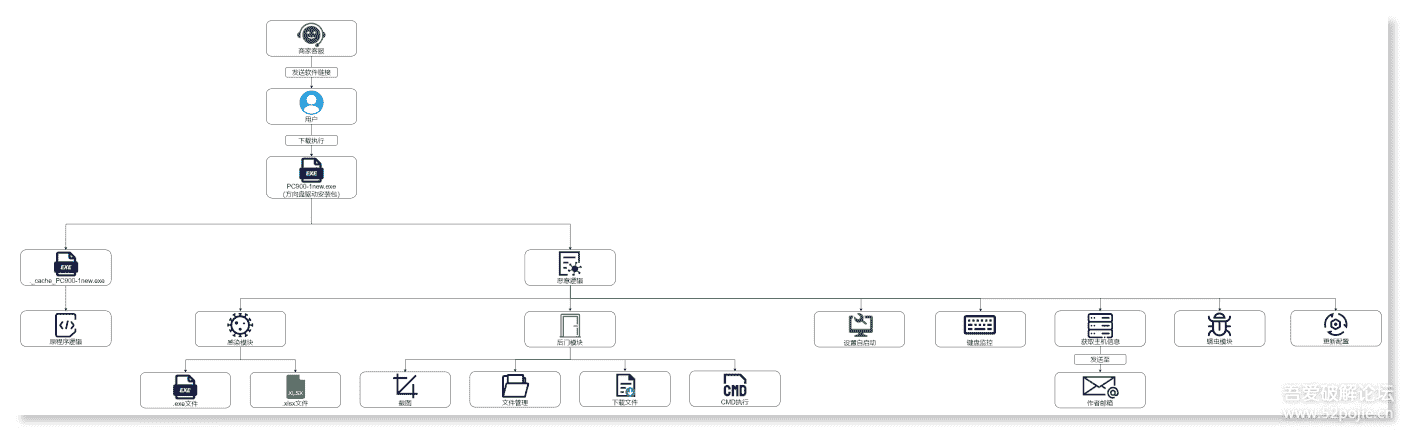 商家客服
发送软件链接
用户
下载执行
EXE
PC900-1new.exe
(方向盘驱动安装包)
EXE
._cache_PC900-1new.exe
恶意逻辑
原程序逻辑
感染模块
后门模块
设置自启动
键盘监控
获取主机信息
蠕虫模块
更新配置
发送至
EXE
.exe文件
XLSX
.xlsx文件
截图
文件管理
下载文件
CMD
CMD执行
作者邮箱
吾爱破解论坛
www.52pojie.cn